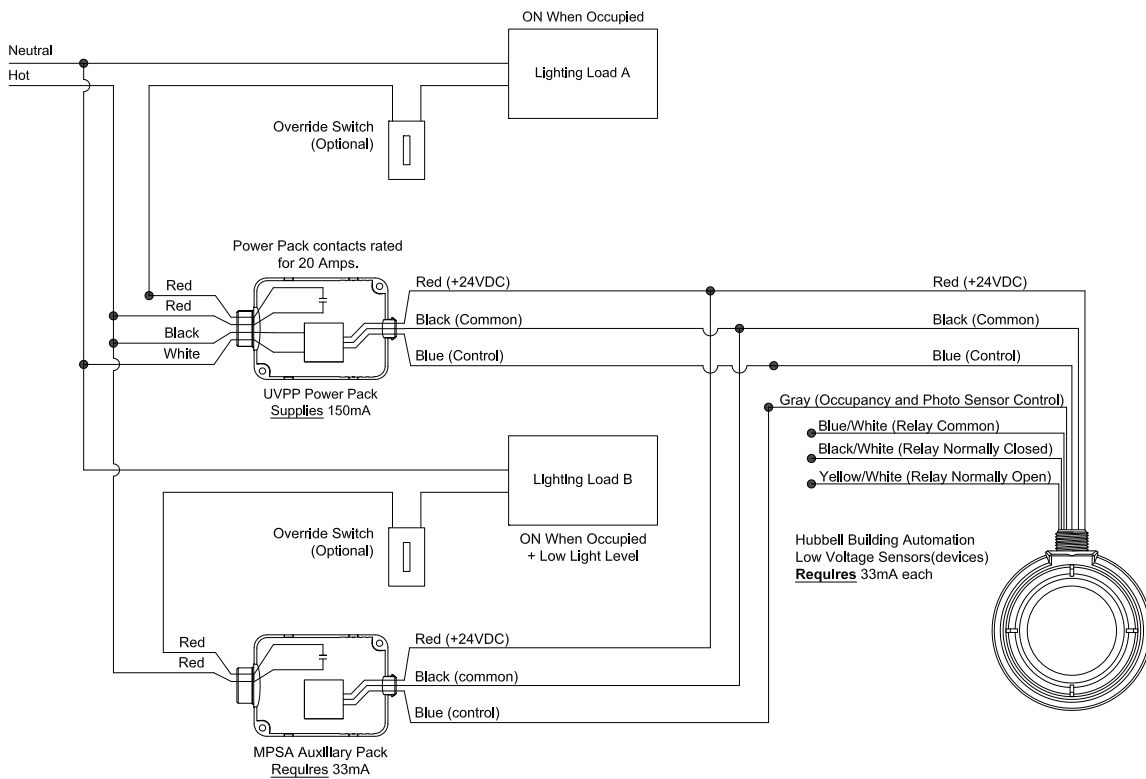 ON When Occupied
Neutral
Hot
Lighting Load A
Override Switch
(Optional)
Power Pack contacts rated
for 20 Amps.
Red
Red
Black
White
Red (+24VDC)
Black (Common)
Blue (Control)
Red (+24VDC)
Black (Common)
Blue (Control)
UVPP Power Pack
Supplies 150mA
Gray (Occupancy and Photo Sensor Control)
Blue/White (Relay Common)
Black/White (Relay Normally Closed)
Yellow/White (Relay Normally Open)
Lighting Load B
Override Switch
(Optional)
ON When Occupied
+ Low Light Level
Hubbell Building Automation
Low Voltage Sensors(devices)
Requires 33mA each
Red
Red
Red (+24VDC)
Black (common)
Blue (control)
MPSA Auxiliary Pack
Requires 33mA